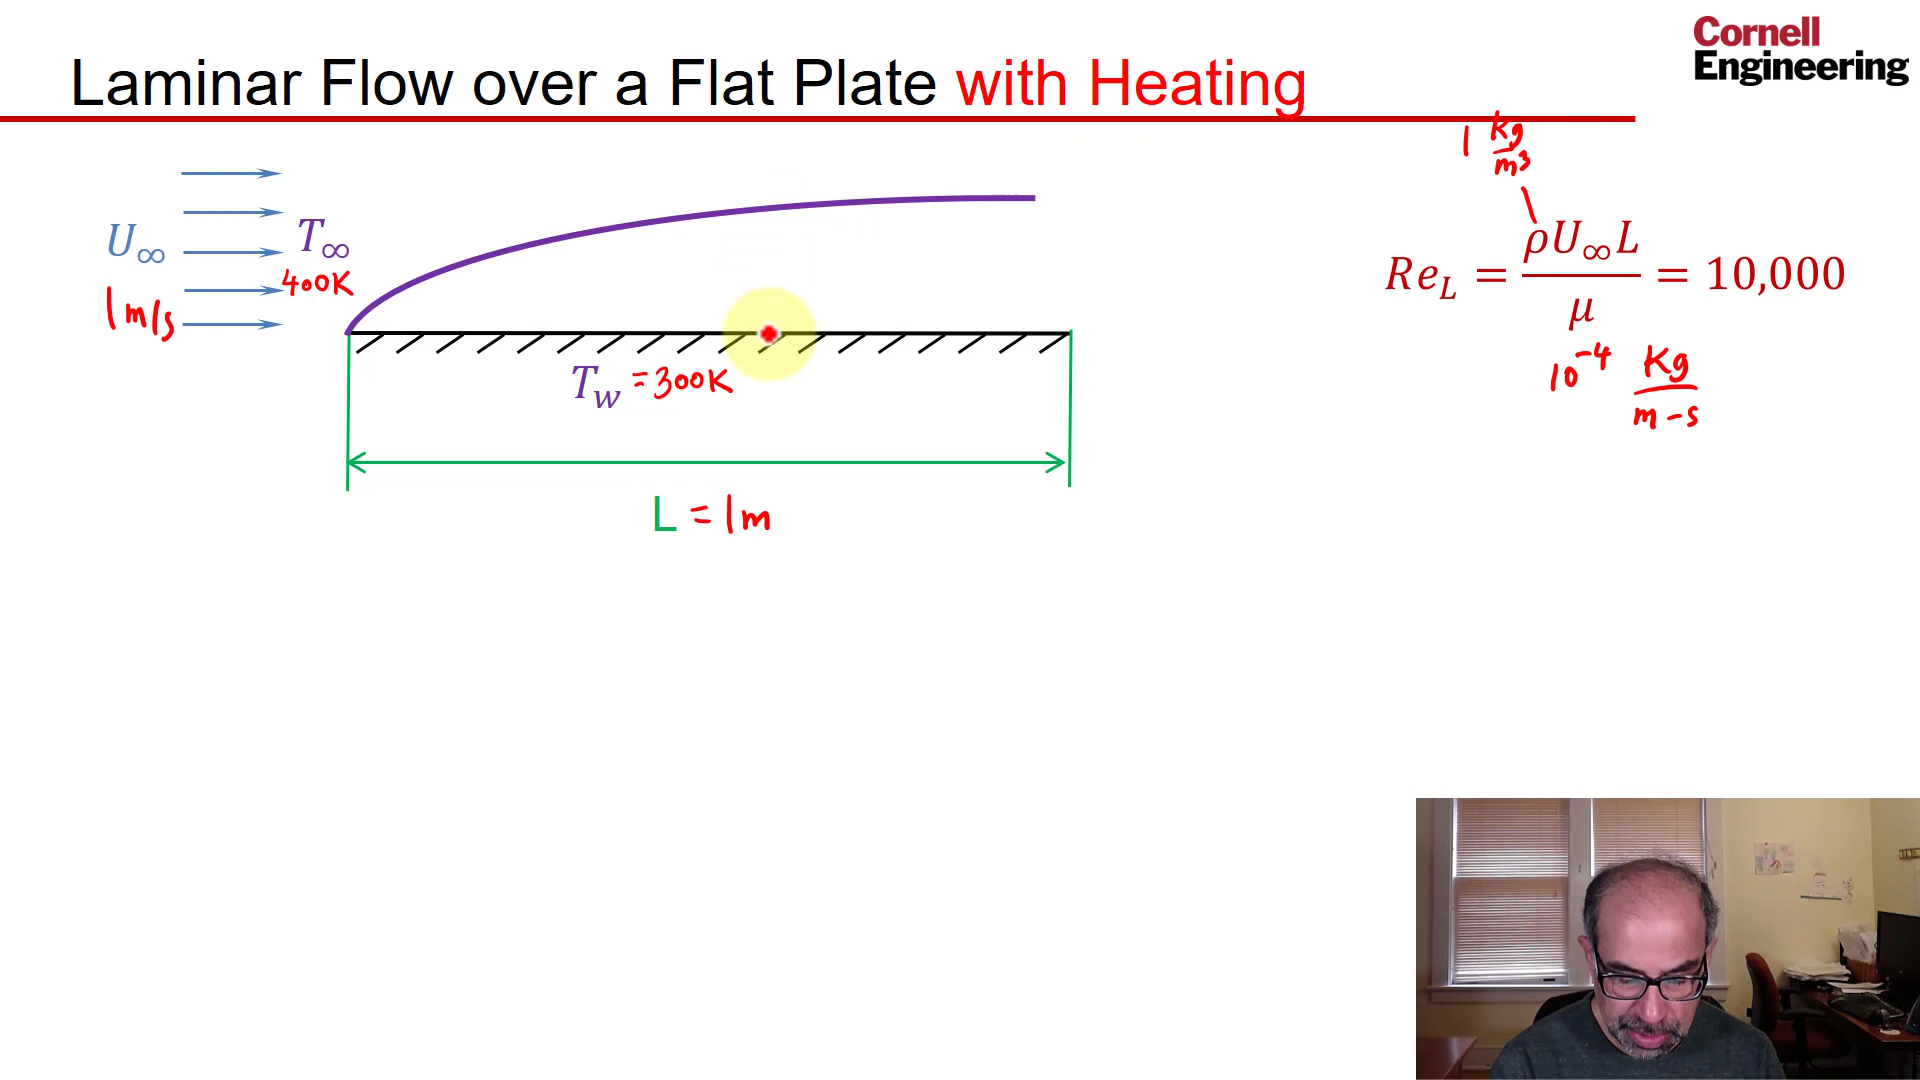 Cornell
Engineering
Laminar Flow over a Flat Plate with Heating
1 kg/m³
U∞
1 m/s
T∞
400K
Re_L = ρU∞L/μ = 10,000
10⁻⁴ Kg/m-s
T_w = 300K
L = 1m